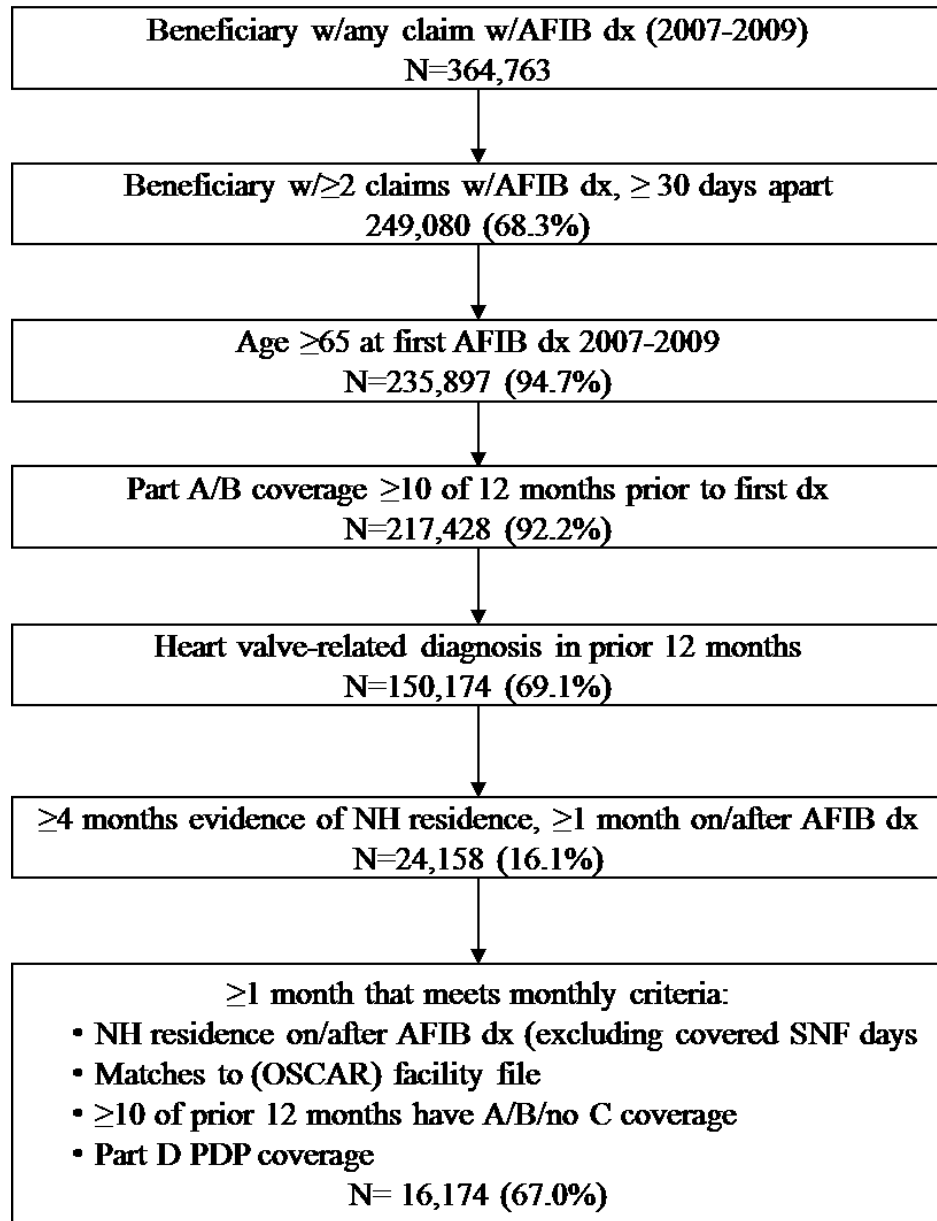 Beneficiary w/any claim w/AFIB dx (2007-2009)
N=364,763
Beneficiary w/≥2 claims w/AFIB dx, ≥ 30 days apart
249,080 (68.3%)
Age ≥65 at first AFIB dx 2007-2009
N=235,897 (94.7%)
Part A/B coverage ≥10 of 12 months prior to first dx
N=217,428 (92.2%)
Heart valve-related diagnosis in prior 12 months
N=150,174 (69.1%)
≥4 months evidence of NH residence, ≥1 month on/after AFIB dx
N=24,158 (16.1%)
≥1 month that meets monthly criteria:
• NH residence on/after AFIB dx (excluding covered SNF days
• Matches to (OSCAR) facility file
• ≥10 of prior 12 months have A/B/no C coverage
• Part D PDP coverage
N= 16,174 (67.0%)